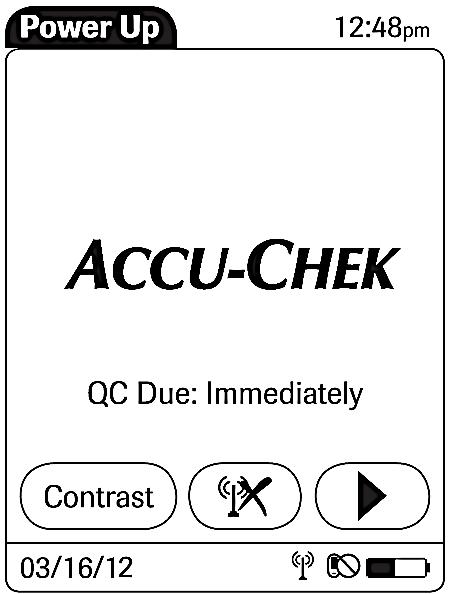 Power Up 12:48pm
ACCU-CHEK
QC Due: Immediately
Contrast
03/16/12